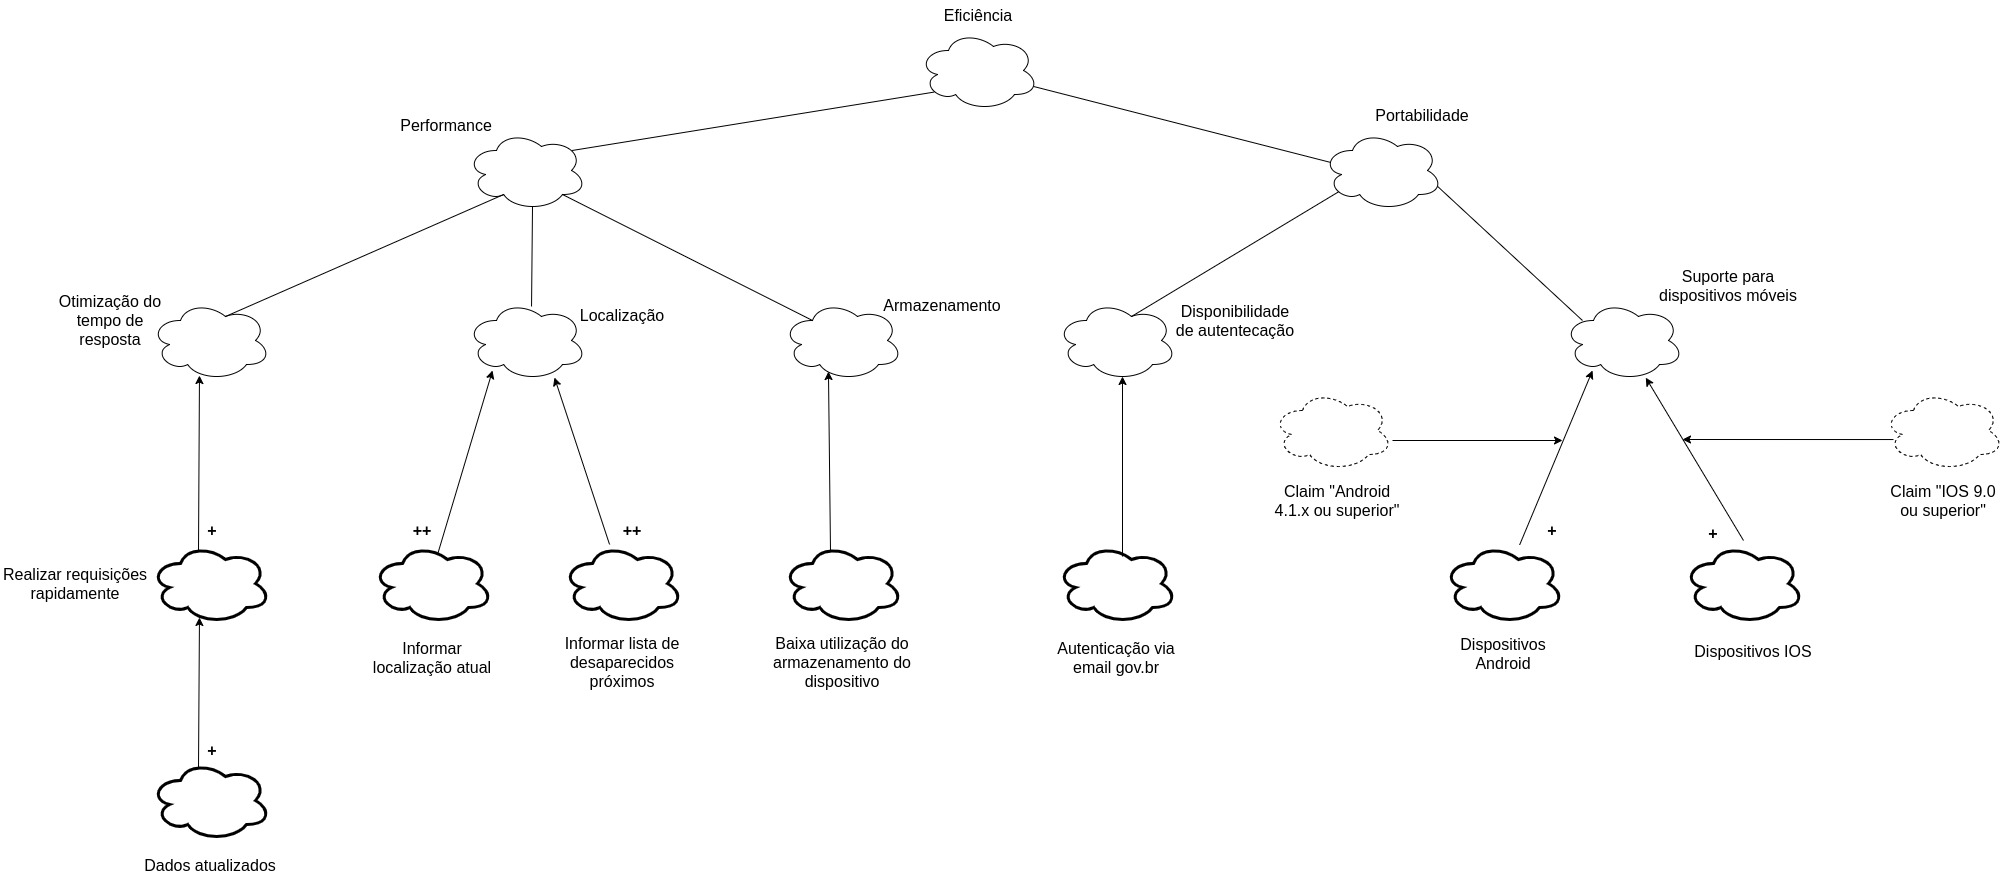 Eficiência
Performance
Portabilidade
Otimização do
tempo de
resposta
Localização
Armazenamento
Disponibilidade
de autentecação
Suporte para
dispositivos móveis
Claim "Android
4.1.x ou superior"
Claim "IOS 9.0
ou superior"
+
++
++
+
+
Realizar requisições
rapidamente
Informar
localização atual
Informar lista de
desaparecidos
próximos
Baixa utilização do
armazenamento do
dispositivo
Autenticação via
email gov.br
Dispositivos
Android
Dispositivos IOS
+
Dados atualizados